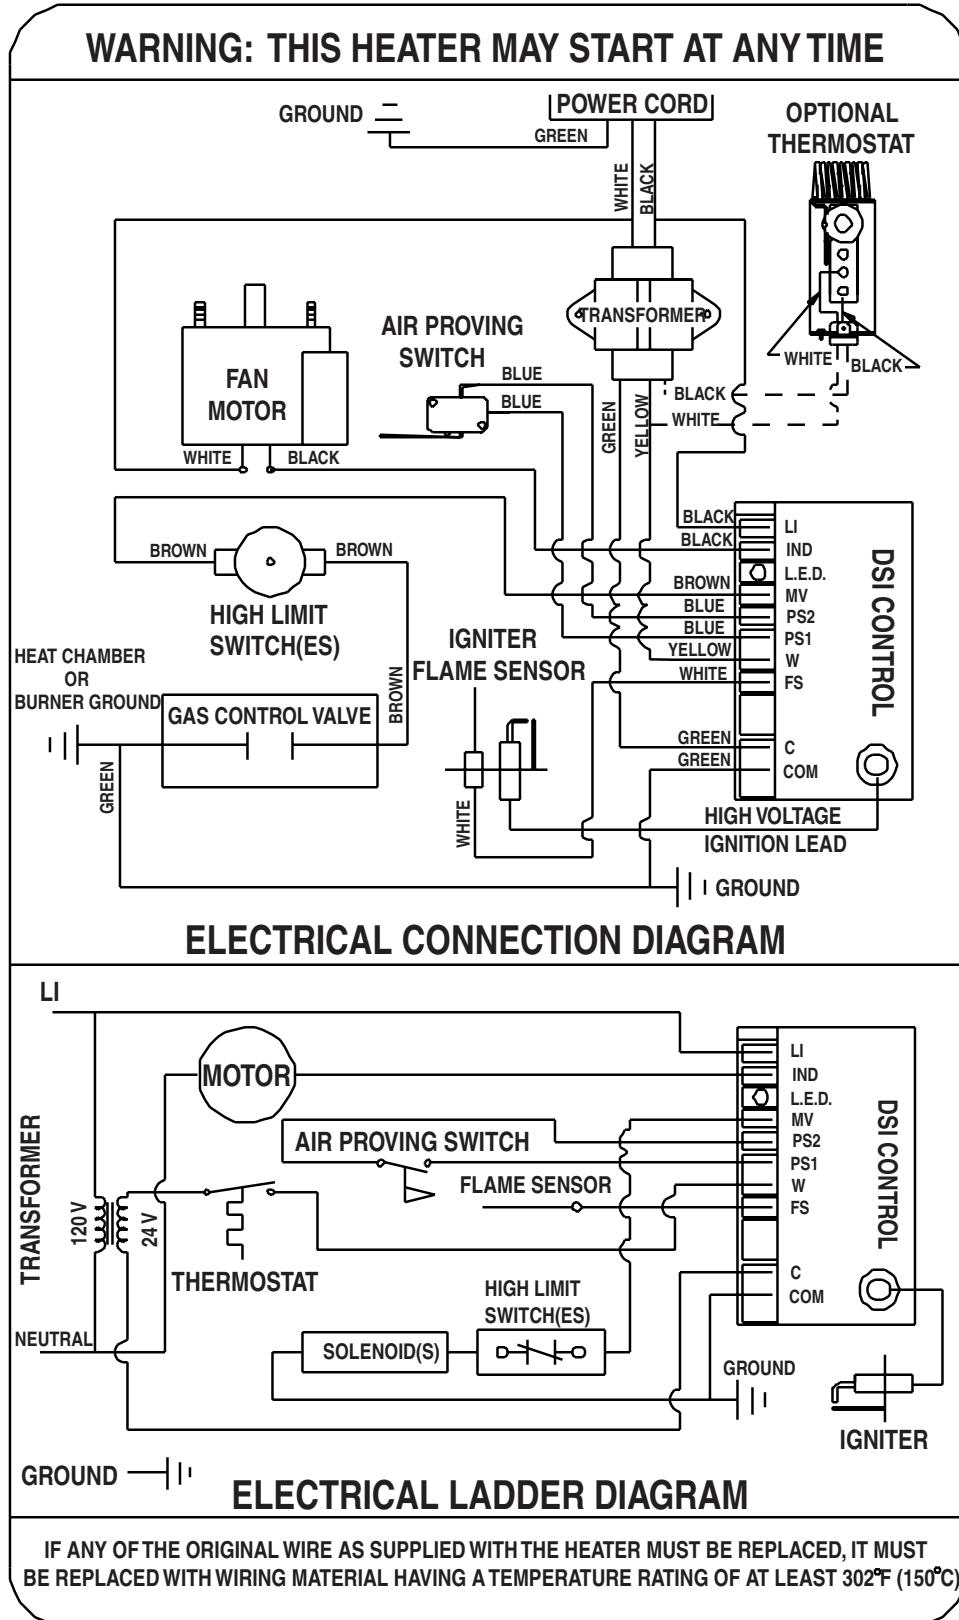 WARNING: THIS HEATER MAY START AT ANY TIME
POWER CORD
GROUND
GREEN
OPTIONAL
THERMOSTAT
WHITE
BLACK
TRANSFORMER
AIR PROVING
SWITCH
FAN
MOTOR
BLUE
BLUE
WHITE
BLACK
BLACK
WHITE
WHITE
BLACK
GREEN
YELLOW
BLACK
LI
BLACK
IND
L.E.D.
BROWN
MV
BLUE
PS2
BLUE
PS1
YELLOW
W
WHITE
FS
GREEN
C
GREEN
COM
DSI CONTROL
BROWN
BROWN
HIGH LIMIT
SWITCH(ES)
IGNITER
FLAME SENSOR
HEAT CHAMBER
OR
BURNER GROUND
BROWN
GAS CONTROL VALVE
GREEN
WHITE
HIGH VOLTAGE
IGNITION LEAD
GROUND
ELECTRICAL CONNECTION DIAGRAM
LI
MOTOR
LI
IND
L.E.D.
MV
PS2
PS1
W
FS
C
COM
DSI CONTROL
AIR PROVING SWITCH
FLAME SENSOR
TRANSFORMER
120 V
24 V
THERMOSTAT
HIGH LIMIT
SWITCH(ES)
NEUTRAL
SOLENOID(S)
GROUND
IGNITER
GROUND
ELECTRICAL LADDER DIAGRAM
IF ANY OF THE ORIGINAL WIRE AS SUPPLIED WITH THE HEATER MUST BE REPLACED, IT MUST
BE REPLACED WITH WIRING MATERIAL HAVING A TEMPERATURE RATING OF AT LEAST 302°F (150°C)